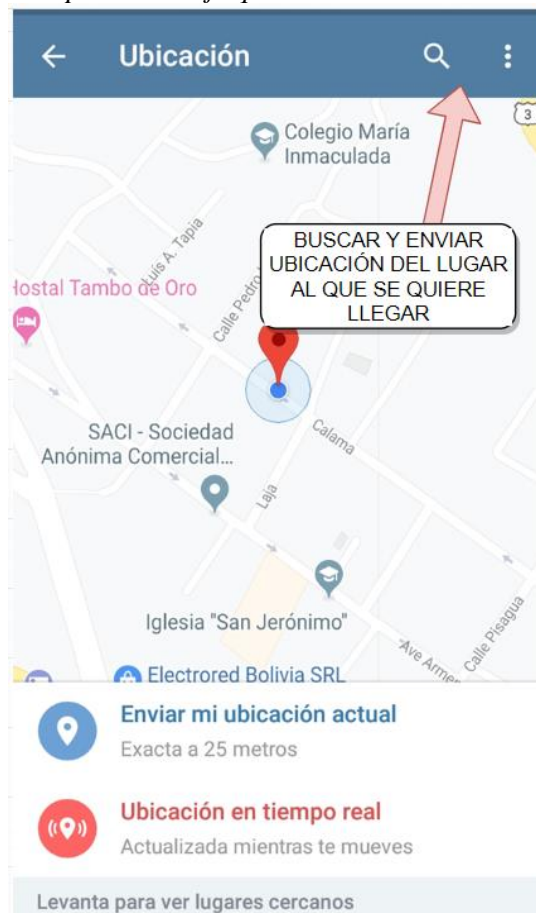 Ubicación
3
Colegio María
Inmaculada
Luis A. Tapia
BUSCAR Y ENVIAR
UBICACIÓN DEL LUGAR
AL QUE SE QUIERE
LLEGAR
Hostal Tambo de Oro
Calle Pedro
SACI - Sociedad
Anónima Comercial...
Calama
Laja
Iglesia "San Jerónimo"
Ave Armen
Calle Pisagua
Electrored Bolivia SRL
Enviar mi ubicación actual
Exacta a 25 metros
Ubicación en tiempo real
Actualizada mientras te mueves
Levanta para ver lugares cercanos